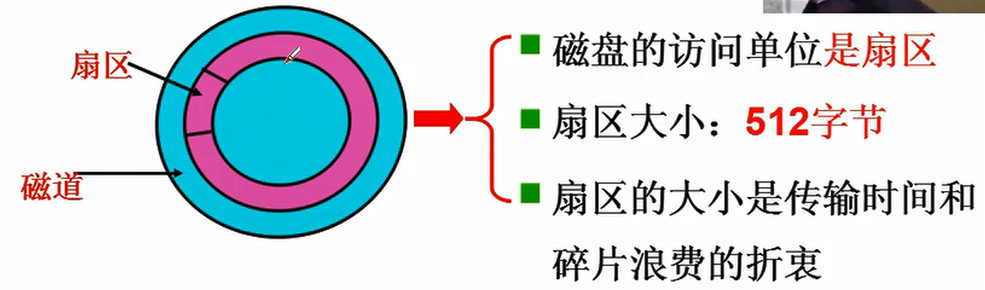 扇区
磁道
磁盘的访问单位是扇区
扇区大小：512字节
扇区的大小是传输时间和
碎片浪费的折衷